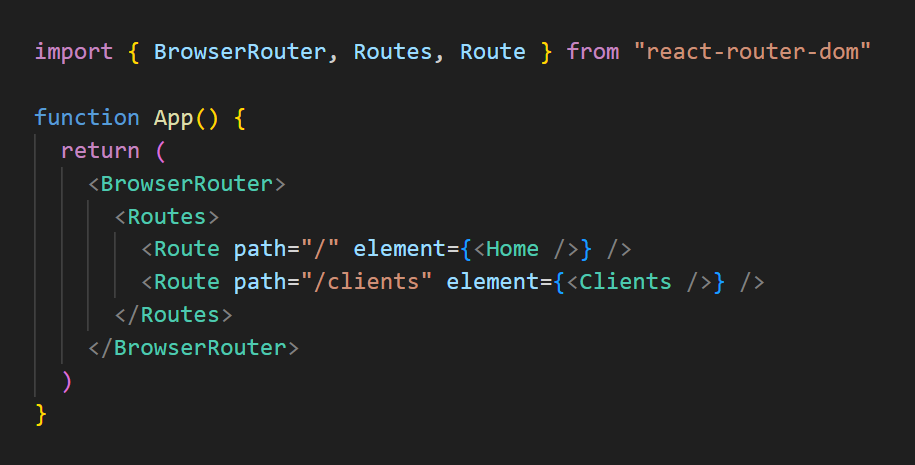 import { BrowserRouter, Routes, Route } from "react-router-dom"
function App() {
return (
<BrowserRouter>
<Routes>
<Route path="/" element={<Home />} />
<Route path="/clients" element={<Clients />} />
</Routes>
</BrowserRouter>
)
}